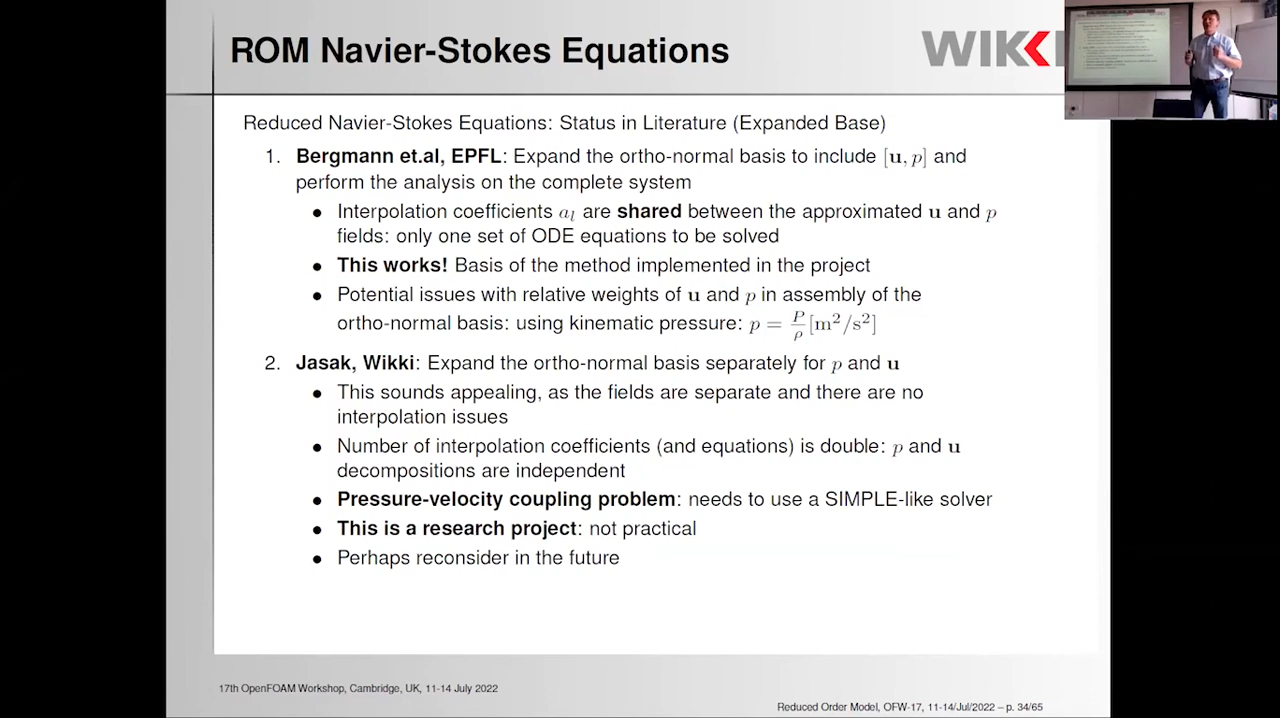 ROM Navier-Stokes Equations
WIKK
Reduced Navier-Stokes Equations: Status in Literature (Expanded Base)
1. Bergmann et.al, EPFL: Expand the ortho-normal basis to include [u, p] and
perform the analysis on the complete system
• Interpolation coefficients aₗ are shared between the approximated u and p
fields: only one set of ODE equations to be solved
• This works! Basis of the method implemented in the project
• Potential issues with relative weights of u and p in assembly of the
ortho-normal basis: using kinematic pressure: p = P/ρ [m²/s²]
2. Jasak, Wikki: Expand the ortho-normal basis separately for p and u
• This sounds appealing, as the fields are separate and there are no
interpolation issues
• Number of interpolation coefficients (and equations) is double: p and u
decompositions are independent
• Pressure-velocity coupling problem: needs to use a SIMPLE-like solver
• This is a research project: not practical
• Perhaps reconsider in the future
17th OpenFOAM Workshop, Cambridge, UK, 11-14 July 2022
Reduced Order Model, OFW-17, 11-14/Jul/2022 – p. 34/65